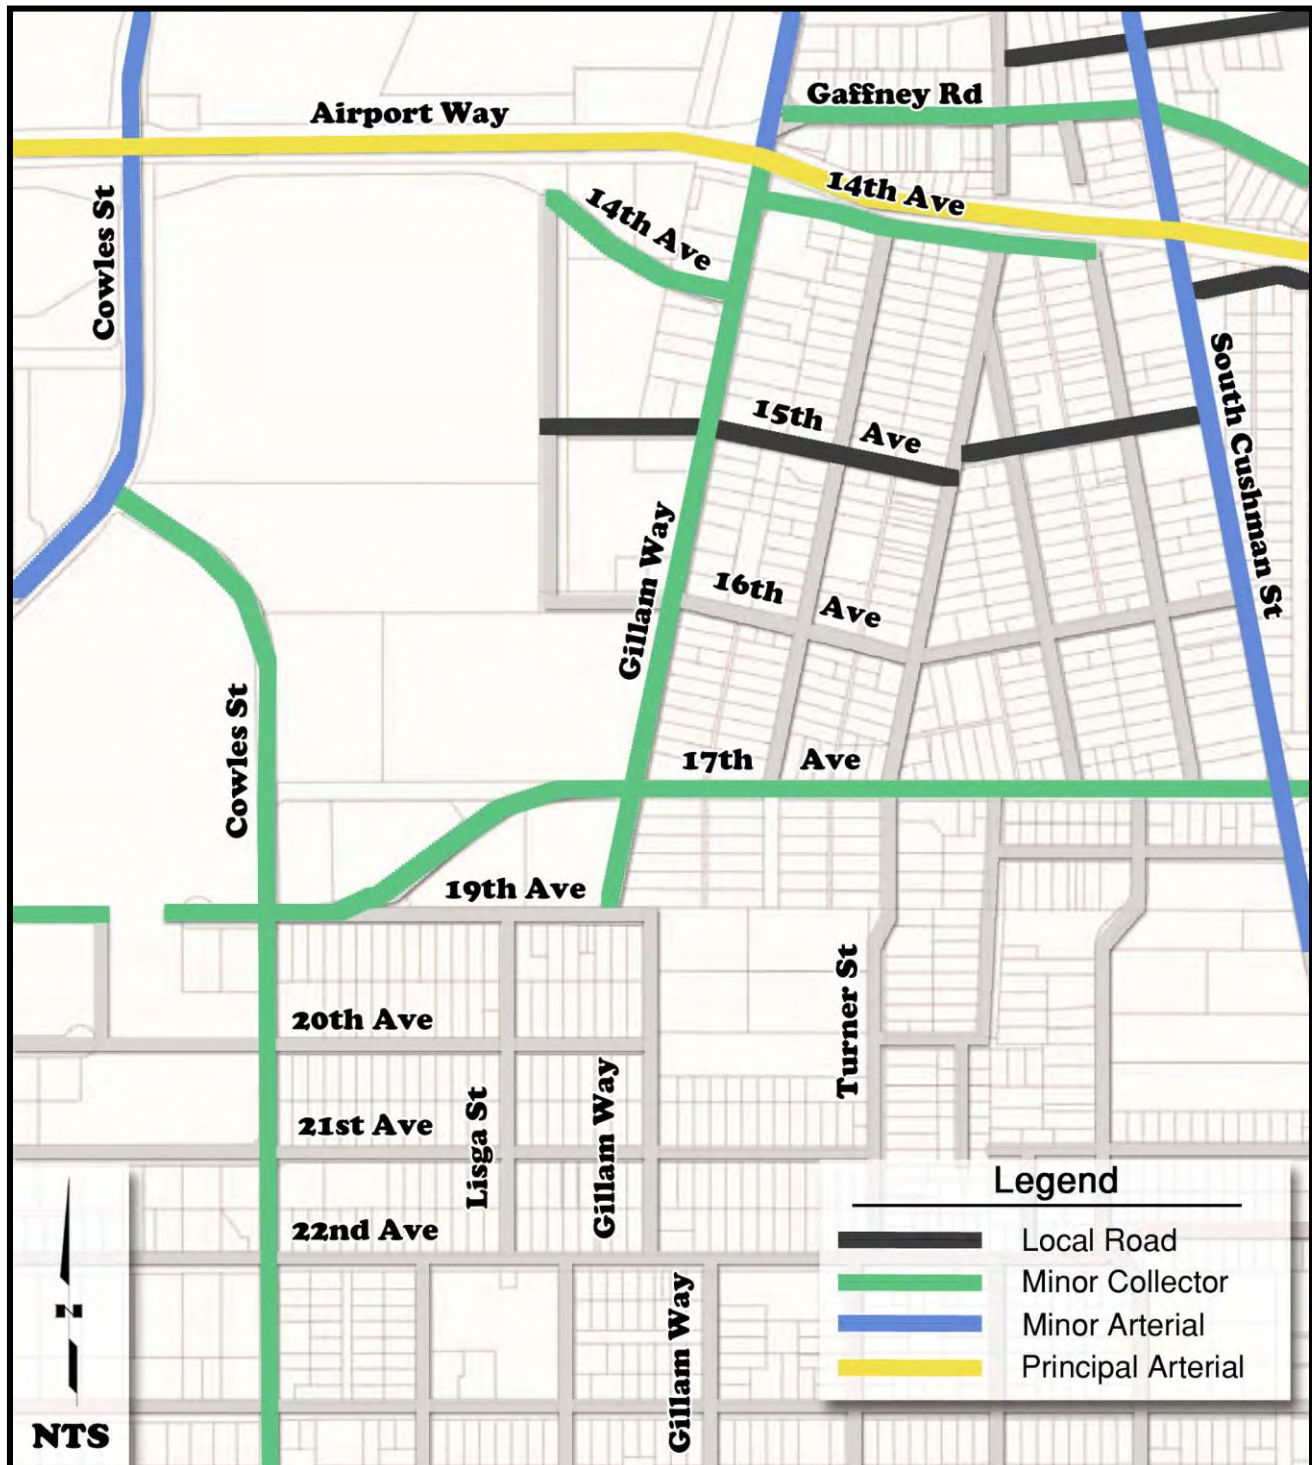 Gaffney Rd
Airport Way
14th Ave
14th Ave
Cowles St
South Cushman St
15th Ave
16th Ave
Gillam Way
Cowles St
17th Ave
19th Ave
Turner St
20th Ave
Lisga St
Gillam Way
21st Ave
22nd Ave
Gillam Way
Legend
Local Road
Minor Collector
Minor Arterial
Principal Arterial
N
NTS